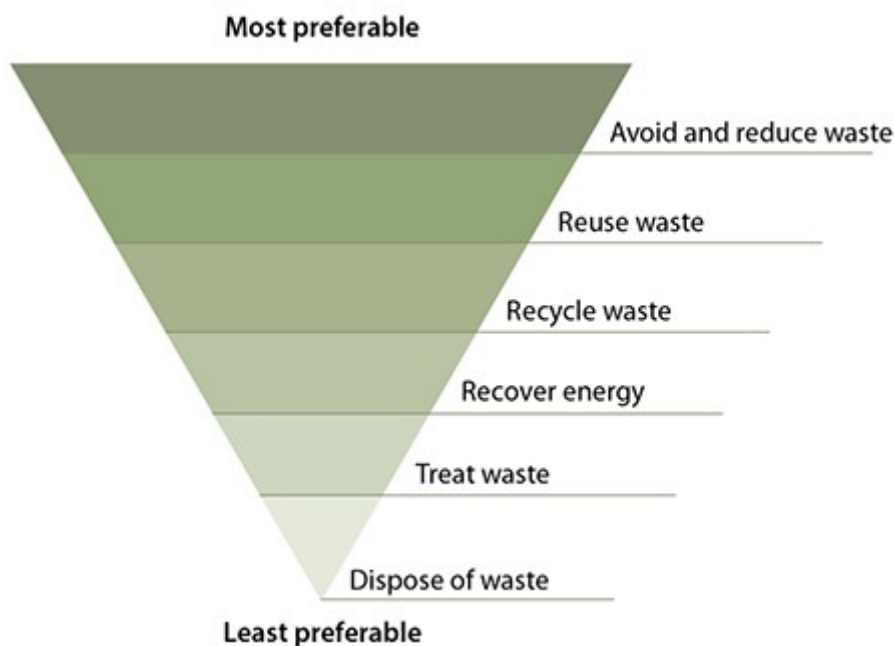 Most preferable
Avoid and reduce waste
Reuse waste
Recycle waste
Recover energy
Treat waste
Dispose of waste
Least preferable